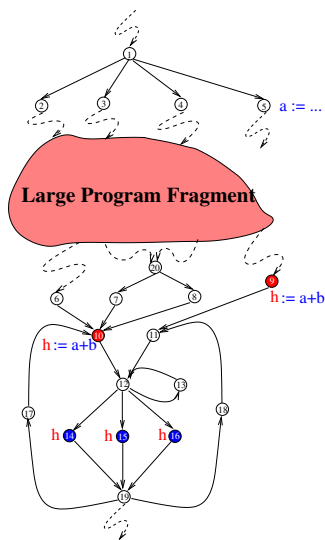 1
2 3 4 5 a := ...
Large Program Fragment
20
9
6 7 8 h := a+b
10 11
h := a+b
12 13
17 18
h 14 h 15 h 16
19